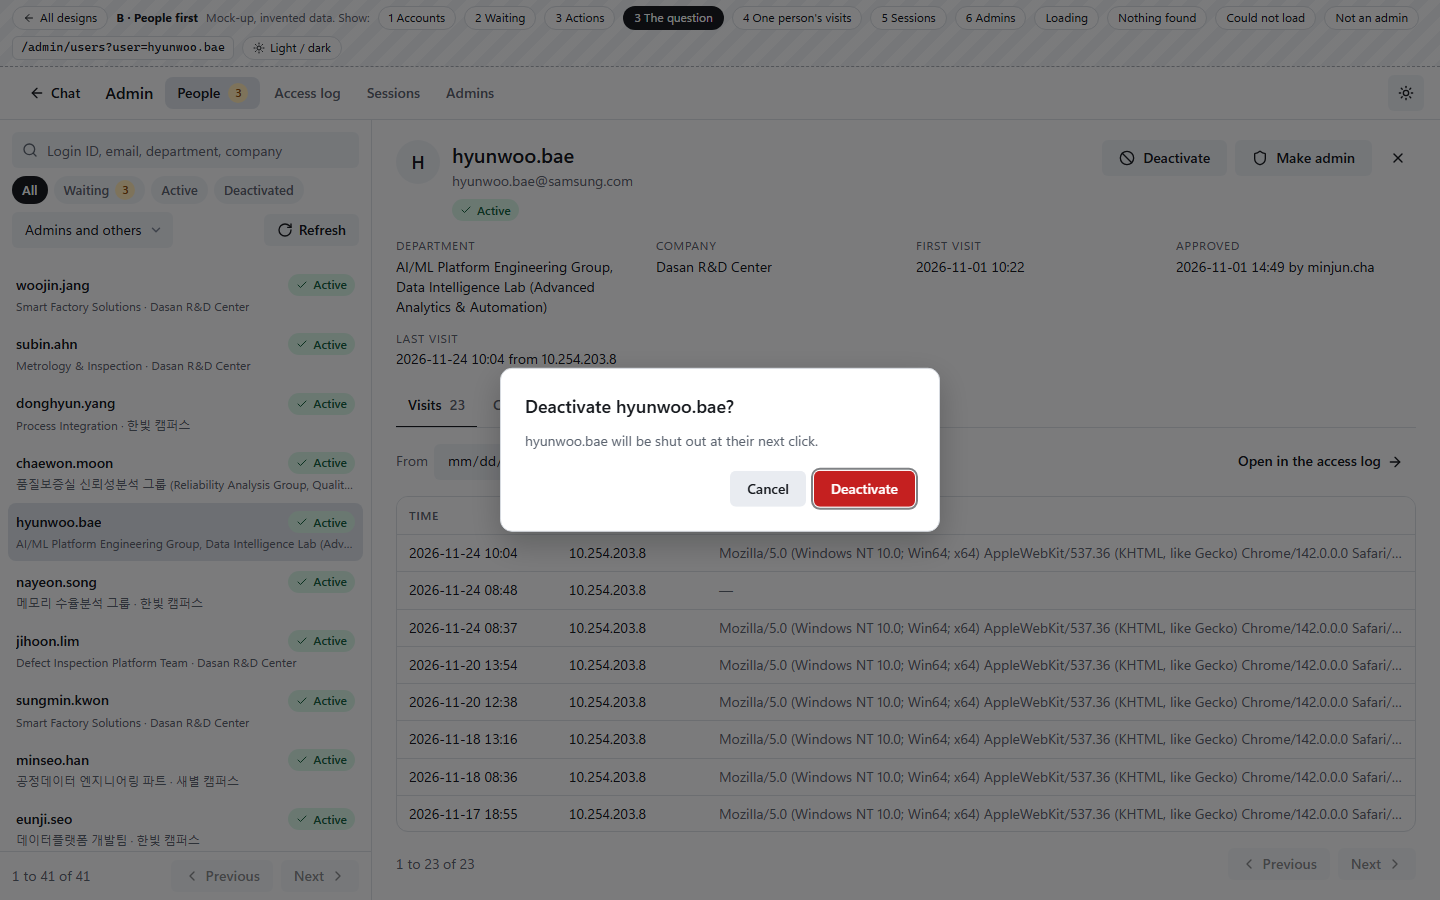 All designs B · People first Mock-up, invented data. Show: 1 Accounts 2 Waiting 3 Actions 3 The question 4 One person's visits 5 Sessions 6 Admins Loading Nothing found Could not load Not an admin
/admin/users?user=hyunwoo.bae Light / dark
Chat Admin People 3 Access log Sessions Admins
Login ID, email, department, company
All Waiting 3 Active Deactivated
Admins and others Refresh
woojin.jang Active
Smart Factory Solutions · Dasan R&D Center
subin.ahn Active
Metrology & Inspection · Dasan R&D Center
donghyun.yang Active
Process Integration · 한빛 캠퍼스
chaewon.moon Active
품질보증실 신뢰성분석 그룹 (Reliability Analysis Group, Qualit...
hyunwoo.bae Active
AI/ML Platform Engineering Group, Data Intelligence Lab (Adv...
nayeon.song Active
메모리 수율분석 그룹 · 한빛 캠퍼스
jihoon.lim Active
Defect Inspection Platform Team · Dasan R&D Center
sungmin.kwon Active
Smart Factory Solutions · Dasan R&D Center
minseo.han Active
공정데이터 엔지니어링 파트 · 새별 캠퍼스
eunji.seo Active
데이터플랫폼 개발팀 · 한빛 캠퍼스
1 to 41 of 41 Previous Next
H hyunwoo.bae Deactivate Make admin
hyunwoo.bae@samsung.com
Active
DEPARTMENT COMPANY FIRST VISIT APPROVED
AI/ML Platform Engineering Group, Dasan R&D Center 2026-11-01 10:22 2026-11-01 14:49 by minjun.cha
Data Intelligence Lab (Advanced
Analytics & Automation)
LAST VISIT
2026-11-24 10:04 from 10.254.203.8
Visits 23 C
From mm/dd/ Open in the access log
Deactivate hyunwoo.bae?
hyunwoo.bae will be shut out at their next click.
Cancel Deactivate
TIME
2026-11-24 10:04 10.254.203.8 Mozilla/5.0 (Windows NT 10.0; Win64; x64) AppleWebKit/537.36 (KHTML, like Gecko) Chrome/142.0.0.0 Safari/...
2026-11-24 08:48 10.254.203.8 —
2026-11-24 08:37 10.254.203.8 Mozilla/5.0 (Windows NT 10.0; Win64; x64) AppleWebKit/537.36 (KHTML, like Gecko) Chrome/142.0.0.0 Safari/...
2026-11-20 13:54 10.254.203.8 Mozilla/5.0 (Windows NT 10.0; Win64; x64) AppleWebKit/537.36 (KHTML, like Gecko) Chrome/142.0.0.0 Safari/...
2026-11-20 12:38 10.254.203.8 Mozilla/5.0 (Windows NT 10.0; Win64; x64) AppleWebKit/537.36 (KHTML, like Gecko) Chrome/142.0.0.0 Safari/...
2026-11-18 13:16 10.254.203.8 Mozilla/5.0 (Windows NT 10.0; Win64; x64) AppleWebKit/537.36 (KHTML, like Gecko) Chrome/142.0.0.0 Safari/...
2026-11-18 08:36 10.254.203.8 Mozilla/5.0 (Windows NT 10.0; Win64; x64) AppleWebKit/537.36 (KHTML, like Gecko) Chrome/142.0.0.0 Safari/...
2026-11-17 18:55 10.254.203.8 Mozilla/5.0 (Windows NT 10.0; Win64; x64) AppleWebKit/537.36 (KHTML, like Gecko) Chrome/142.0.0.0 Safari/...
1 to 23 of 23 Previous Next